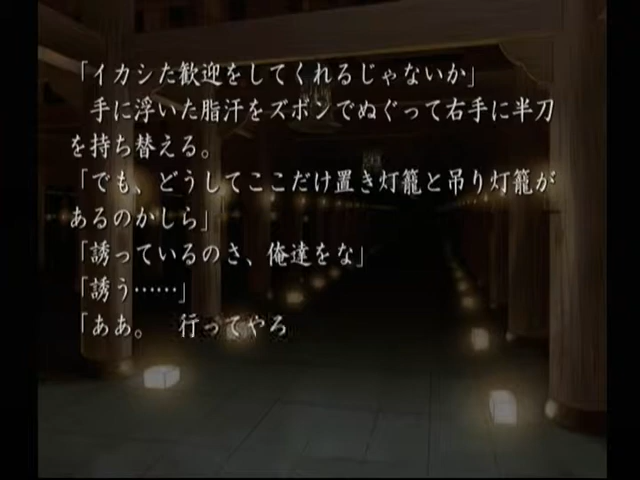 「イカシた歓迎をしてくれるじゃないか」
手に浮いた脂汗をズボンでぬぐって右手に半刀
を持ち替える。
「でも、どうしてここだけ置き灯籠と吊り灯籠が
あるのかしら」
「誘っているのさ、俺達をな」
「誘う……」
「ああ。　行ってやろ